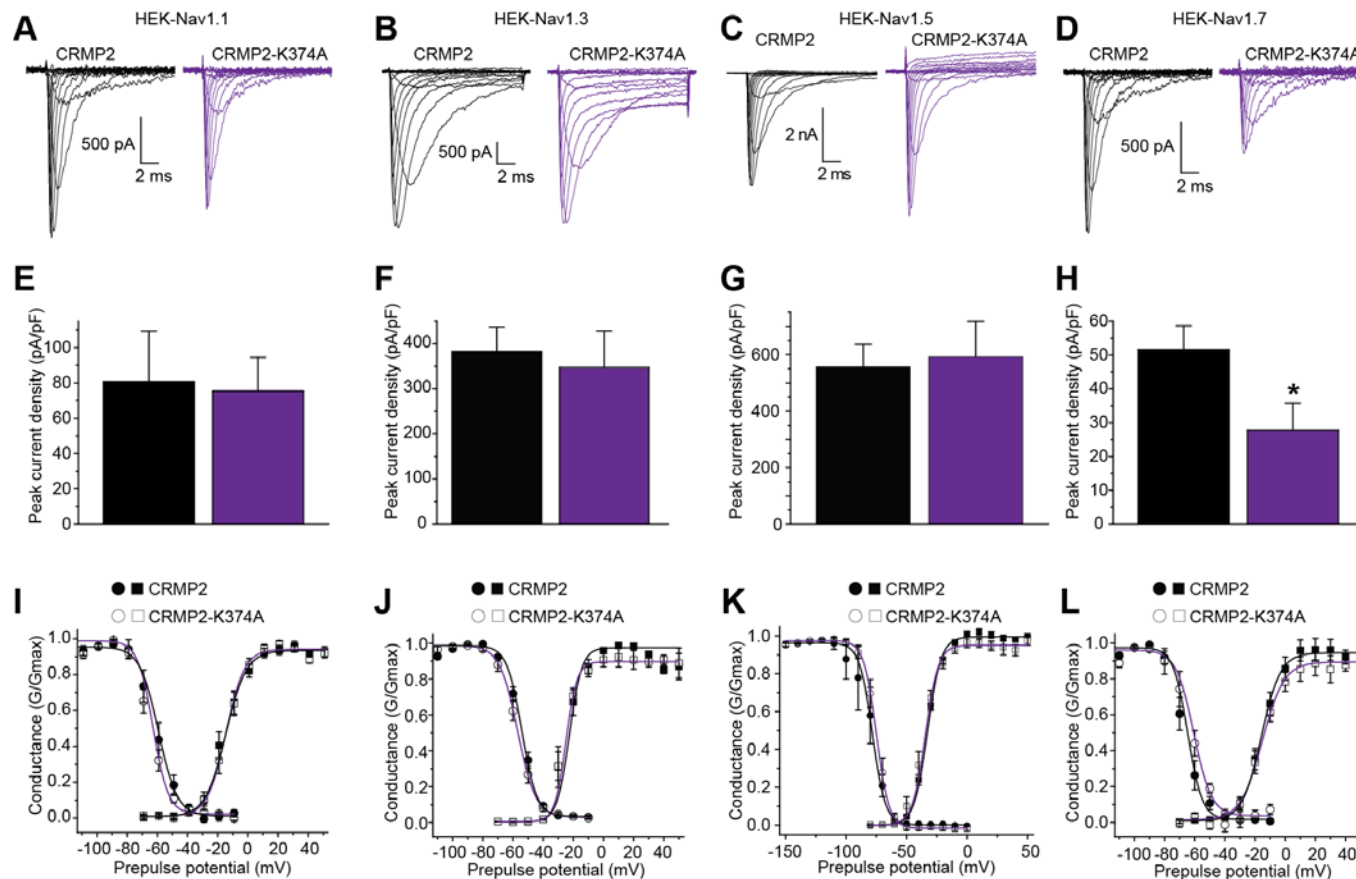 A HEK-Nav1.1 B HEK-Nav1.3 C HEK-Nav1.5 D HEK-Nav1.7
CRMP2 CRMP2-K374A CRMP2 CRMP2-K374A CRMP2 CRMP2-K374A CRMP2 CRMP2-K374A
500 pA 500 pA 2 nA 500 pA
2 ms 2 ms 2 ms 2 ms
E F G H
Peak current density (pA/pF)
100
80
60
40
20
0
Peak current density (pA/pF)
400
300
200
100
0
Peak current density (pA/pF)
600
400
200
0
Peak current density (pA/pF)
60
50
40
30
20
10
0
*
I J K L
CRMP2 CRMP2 CRMP2 CRMP2
CRMP2-K374A CRMP2-K374A CRMP2-K374A CRMP2-K374A
Conductance (G/Gmax)
1.0
0.8
0.6
0.4
0.2
0.0
-100 -80 -60 -40 -20 0 20 40
Prepulse potential (mV)
Conductance (G/Gmax)
1.0
0.8
0.6
0.4
0.2
0.0
-100 -80 -60 -40 -20 0 20 40
Prepulse potential (mV)
Conductance (G/Gmax)
1.0
0.8
0.6
0.4
0.2
0.0
-150 -100 -50 0 50
Prepulse potential (mV)
Conductance (G/Gmax)
1.0
0.8
0.6
0.4
0.2
0.0
-100 -80 -60 -40 -20 0 20 40
Prepulse potential (mV)